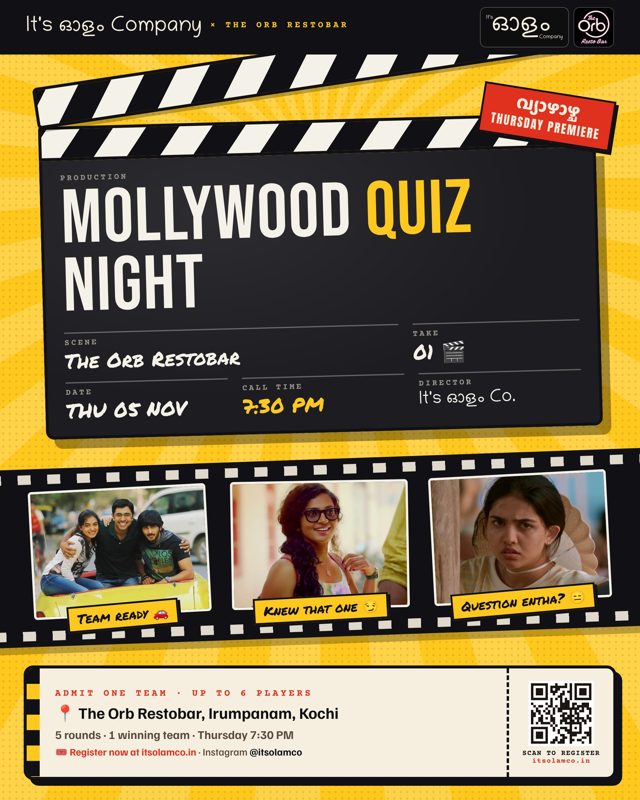 It's ഓളം Company × THE ORB RESTOBAR
It's ഓളം Company
The Orb Resto Bar
വ്യാഴാഴ്ച
THURSDAY PREMIERE
PRODUCTION
MOLLYWOOD QUIZ
NIGHT
SCENE
THE ORB RESTOBAR
TAKE
01 🎬
DATE
THU 05 NOV
CALL TIME
7:30 PM
DIRECTOR
It's ഓളം Co.
TEAM READY 🚗
KNEW THAT ONE 😏
QUESTION ENTHA? 😑
ADMIT ONE TEAM · UP TO 6 PLAYERS
📍 The Orb Restobar, Irumpanam, Kochi
5 rounds · 1 winning team · Thursday 7:30 PM
🎟️ Register now at itsolamco.in · Instagram @itsolamco
SCAN TO REGISTER
itsolamco.in